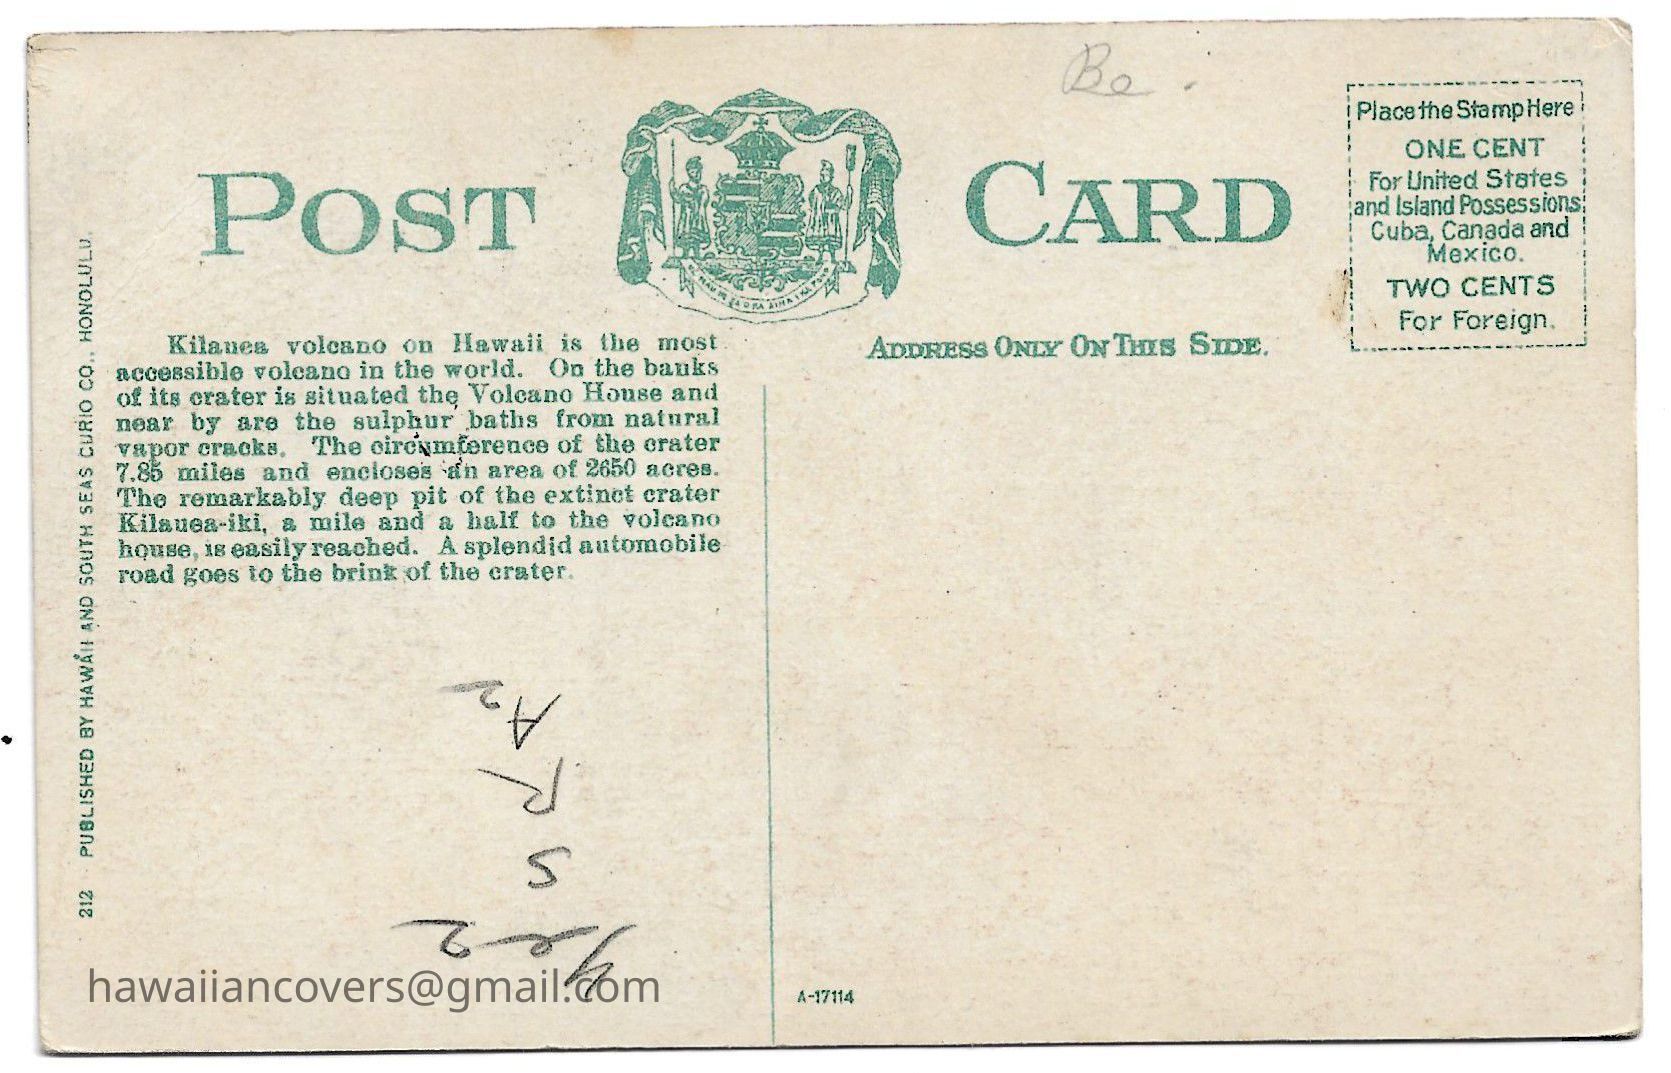 Be.
POST CARD
Place the Stamp Here
ONE CENT
For United States
and Island Possessions
Cuba, Canada and
Mexico.
TWO CENTS
For Foreign.
Kilauea volcano on Hawaii is the most
accessible volcano in the world. On the banks
of its crater is situated the Volcano House and
near by are the sulphur baths from natural
vapor cracks. The circumference of the crater
7.85 miles and encloses an area of 2650 acres.
The remarkably deep pit of the extinct crater
Kilauea-iki, a mile and a half to the volcano
house, is easily reached. A splendid automobile
road goes to the brink of the crater.
ADDRESS ONLY ON THIS SIDE.
212 PUBLISHED BY HAWAII AND SOUTH SEAS CURIO CO., HONOLULU.
S
R
A2
hawaiiancovers@gmail.com
A-17114